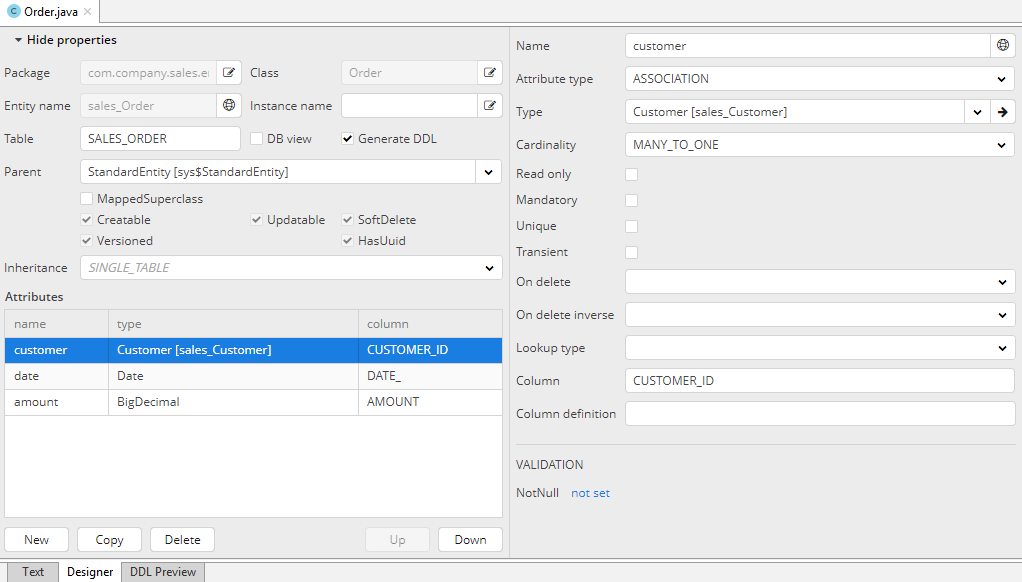 Order.java
Hide properties
Package com.company.sales.e Class Order
Entity name sales_Order Instance name
Table SALES_ORDER DB view Generate DDL
Parent StandardEntity [sys$StandardEntity]
MappedSuperclass
Creatable Updatable SoftDelete
Versioned HasUuid
Inheritance SINGLE_TABLE
Attributes
name type column
customer Customer [sales_Customer] CUSTOMER_ID
date Date DATE_
amount BigDecimal AMOUNT
New Copy Delete Up Down
Name customer
Attribute type ASSOCIATION
Type Customer [sales_Customer]
Cardinality MANY_TO_ONE
Read only
Mandatory
Unique
Transient
On delete
On delete inverse
Lookup type
Column CUSTOMER_ID
Column definition
VALIDATION
NotNull not set
Text Designer DDL Preview